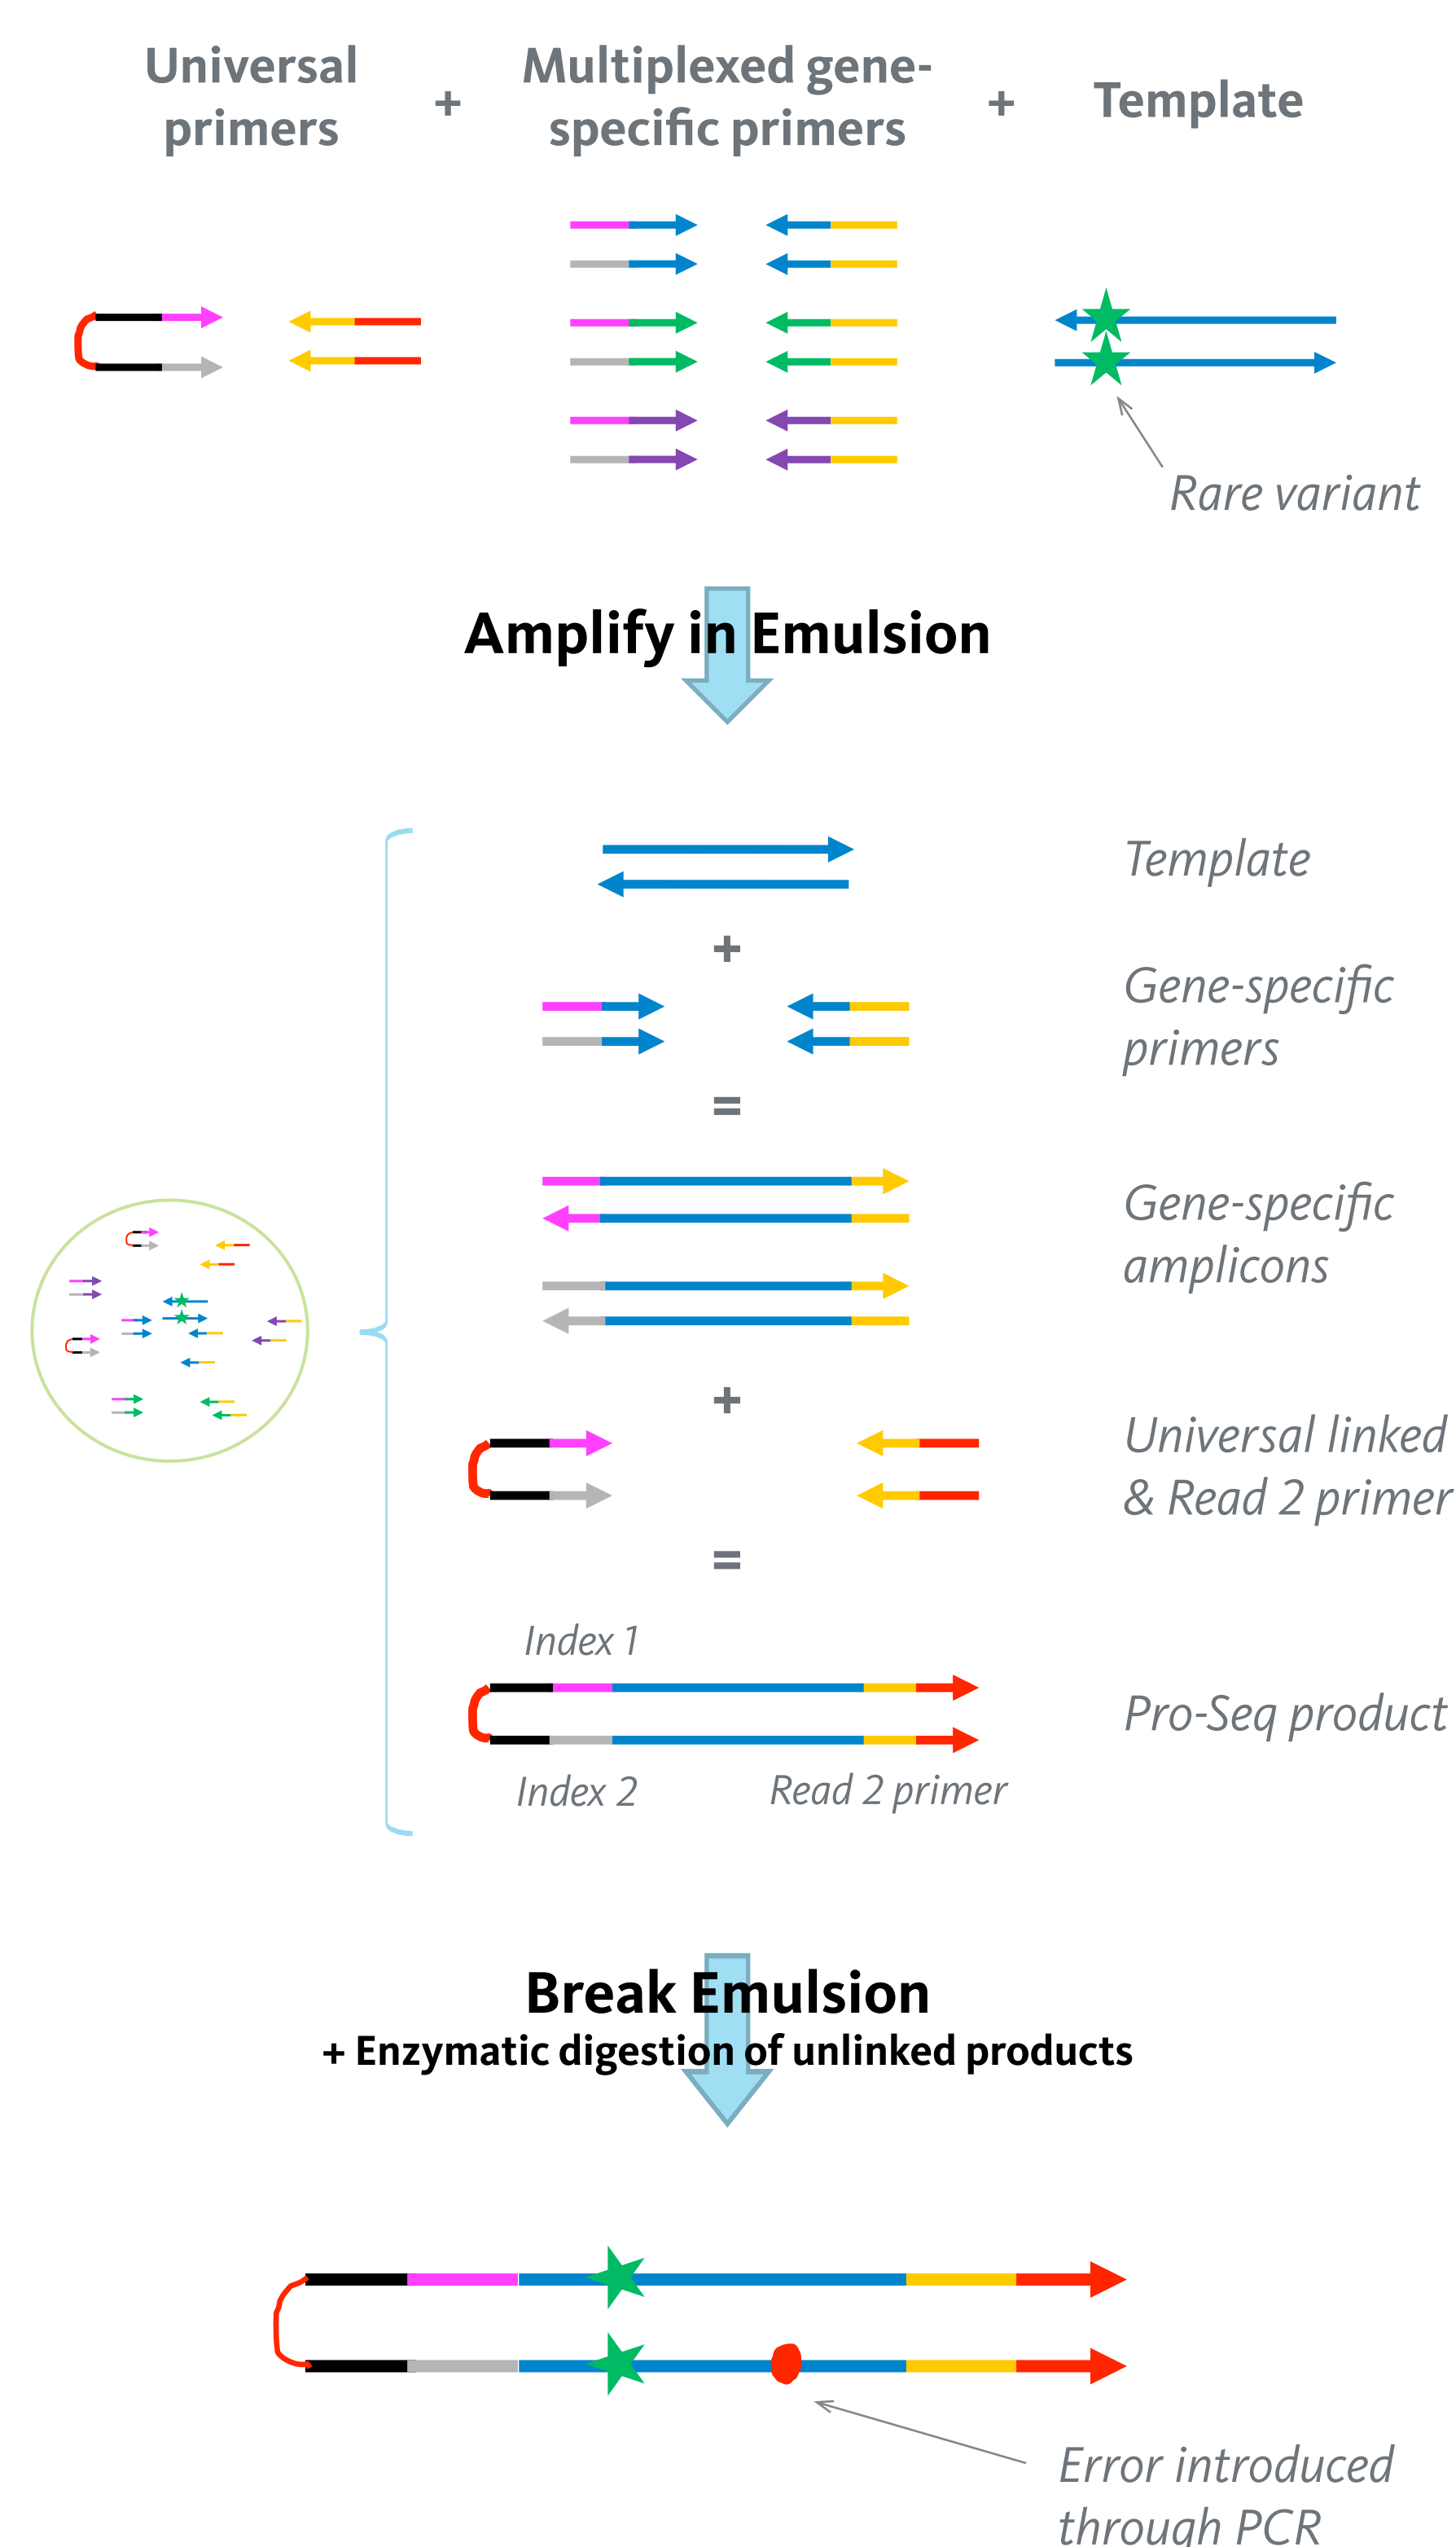 Universal
primers
+
Multiplexed gene-
specific primers
+
Template
Rare variant
Amplify in Emulsion
Template
+
Gene-specific
primers
=
Gene-specific
amplicons
+
Universal linked
& Read 2 primer
=
Index 1
Pro-Seq product
Index 2
Read 2 primer
Break Emulsion
+ Enzymatic digestion of unlinked products
Error introduced
through PCR